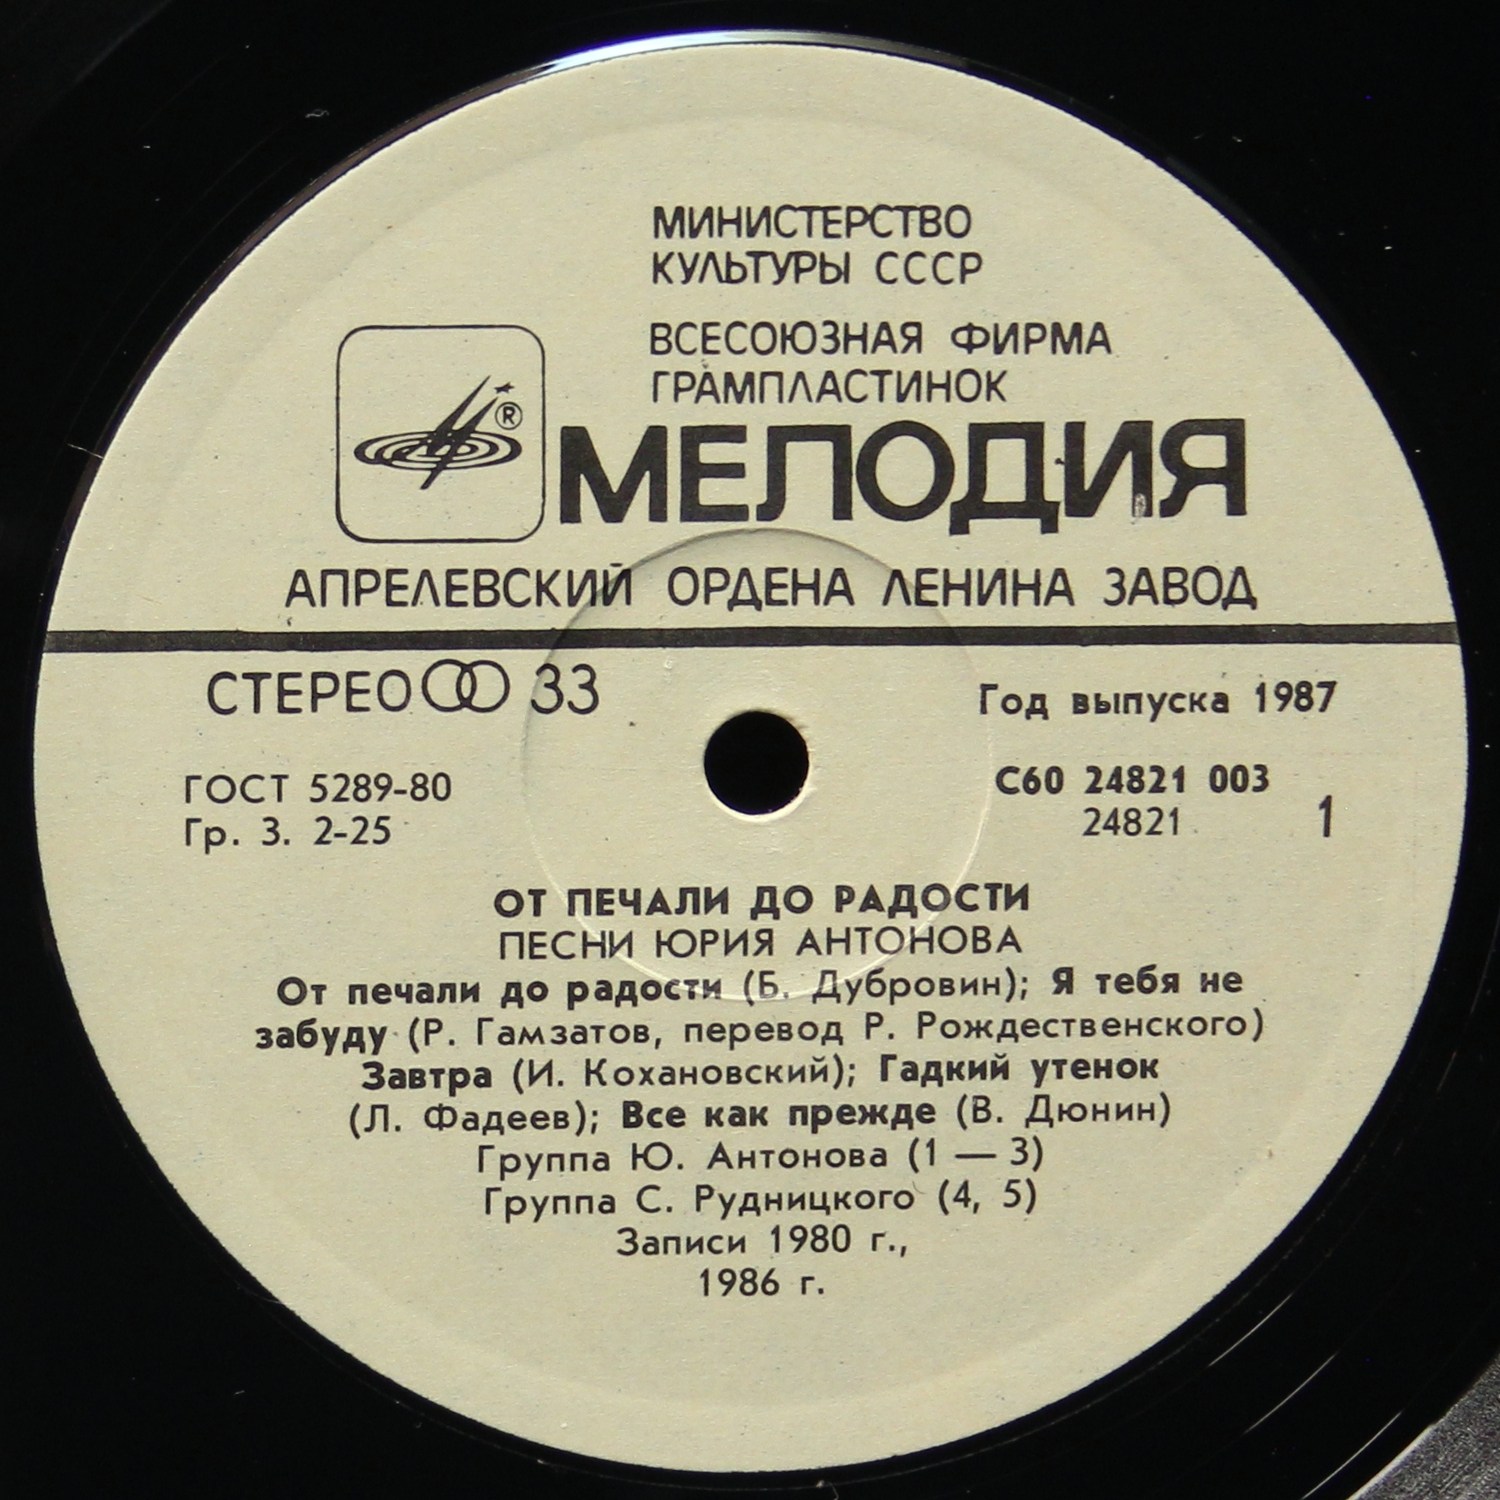 МИНИСТЕРСТВО
КУЛЬТУРЫ СССР
ВСЕСОЮЗНАЯ ФИРМА
ГРАМПЛАСТИНОК
®
МЕЛОДИЯ
АПРЕЛЕВСКИЙ ОРДЕНА ЛЕНИНА ЗАВОД
СТЕРЕО 33
Год выпуска 1987
ГОСТ 5289-80
Гр. 3. 2-25
С60 24821 003
24821 1
ОТ ПЕЧАЛИ ДО РАДОСТИ
ПЕСНИ ЮРИЯ АНТОНОВА
От печали до радости (Б. Дубровин); Я тебя не
забуду (Р. Гамзатов, перевод Р. Рождественского)
Завтра (И. Кохановский); Гадкий утенок
(Л. Фадеев); Все как прежде (В. Дюнин)
Группа Ю. Антонова (1 — 3)
Группа С. Рудницкого (4, 5)
Записи 1980 г.,
1986 г.